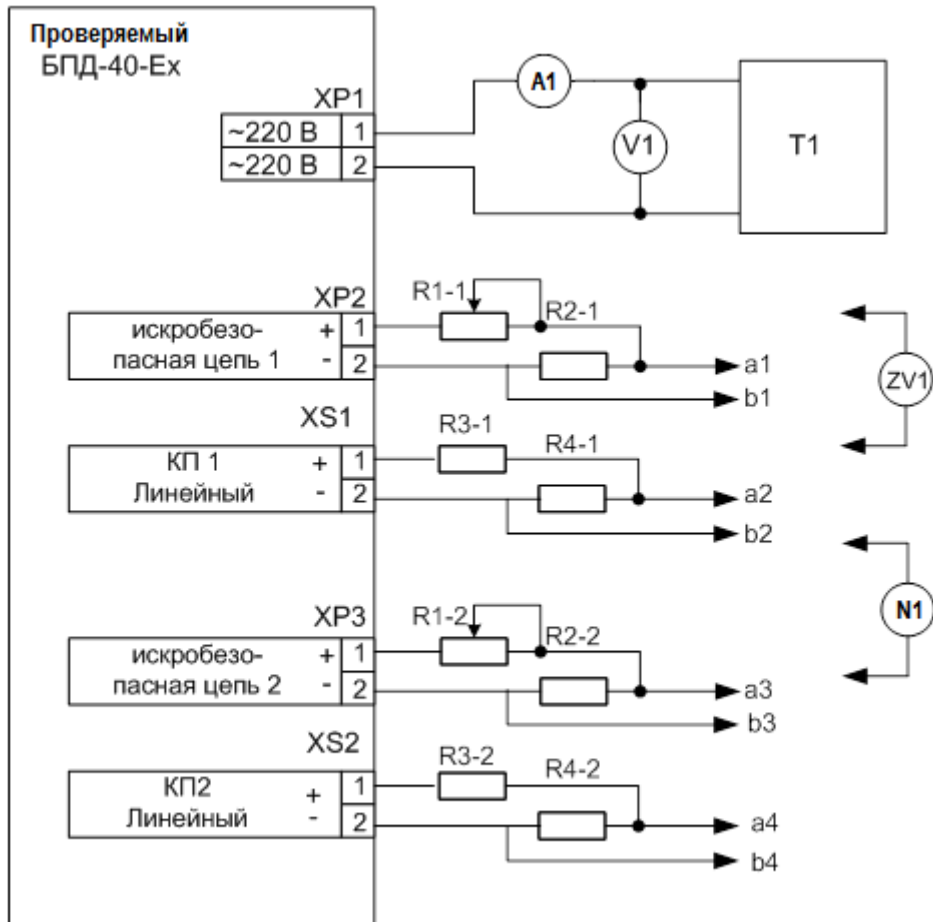 Проверяемый
БПД-40-Ex
XP1
~220 В 1
~220 В 2
A1
V1
T1
XP2
искробезо- + 1
пасная цепь 1 - 2
R1-1
R2-1
a1
b1
ZV1
XS1
КП 1 + 1
Линейный - 2
R3-1
R4-1
a2
b2
N1
XP3
искробезо- + 1
пасная цепь 2 - 2
R1-2
R2-2
a3
b3
XS2
КП2 + 1
Линейный - 2
R3-2
R4-2
a4
b4